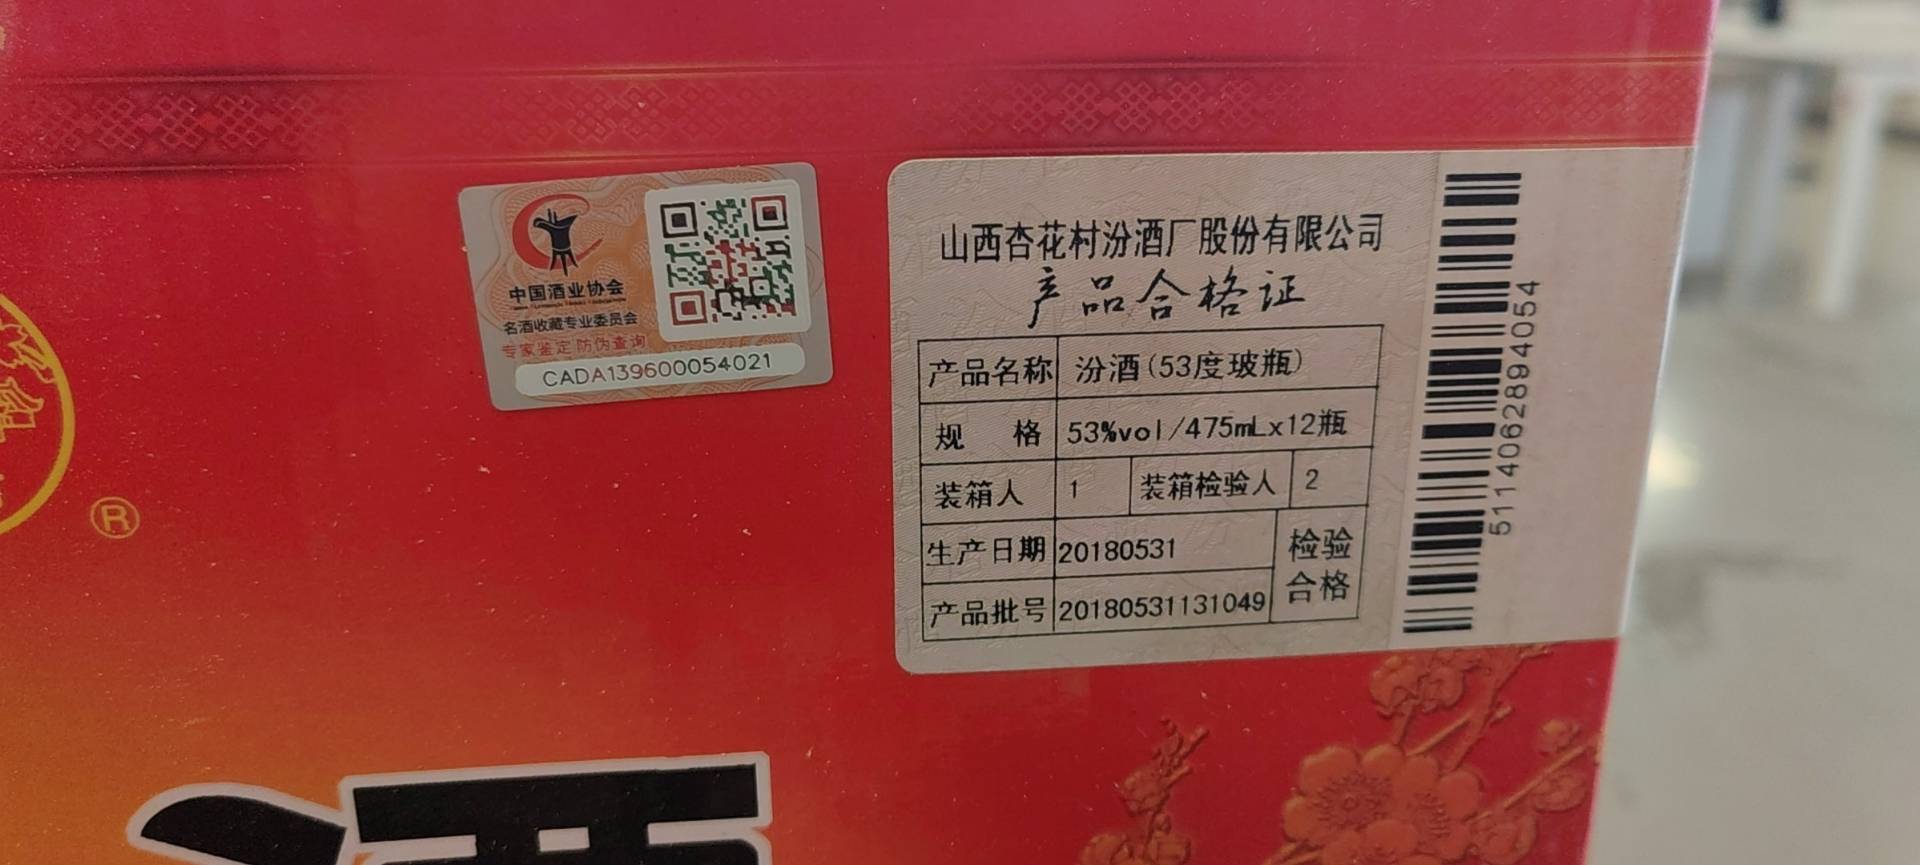 中国酒业协会
名酒收藏专业委员会
专家鉴定 防伪查询
CADA139600054021
®
山西杏花村汾酒厂股份有限公司
产品合格证
产品名称 汾酒(53度玻瓶)
规 格 53%vol/475mLx12瓶
装箱人 1 装箱检验人 2
生产日期 20180531 检验
产品批号 20180531131049 合格
5114062894054
酒